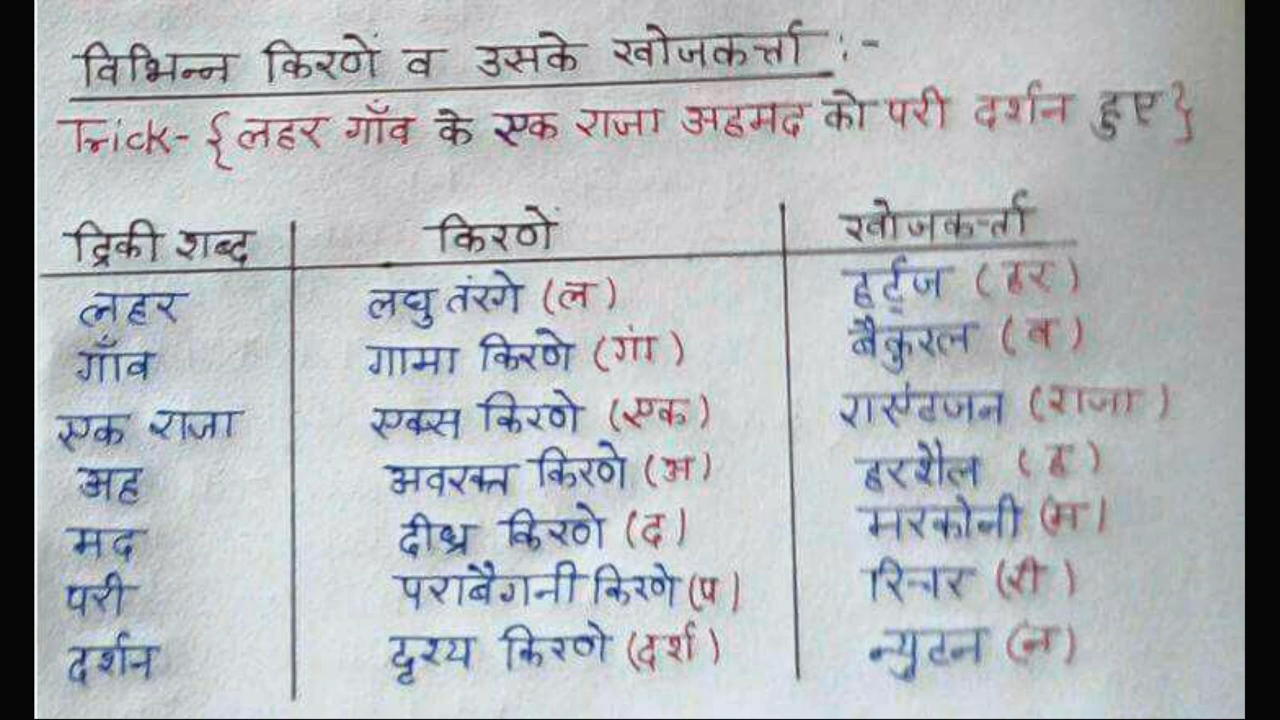 विभिन्न किरणें व उसके खोजकर्त्ता :-
Trick- {लहर गाँव के एक राजा अहमद को परी दर्शन हुए}
ट्रिकी शब्द किरणें खोजकर्ता
लहर लघु तंरगे (ल) हर्ट्ज (हर)
गाँव गामा किरणे (गां) बैकुरल (व)
एक राजा एक्स किरणे (एक) रास्ंटजन (राजा)
अह अवरक्त किरणे (अ) हरशैल (ह)
मद दीध्र किरणे (द) मरकोनी (म)
परी पराबैगनी किरणे (प) रिन्तर (री)
दर्शन दृश्य किरणे (दर्श) न्युटन (न)